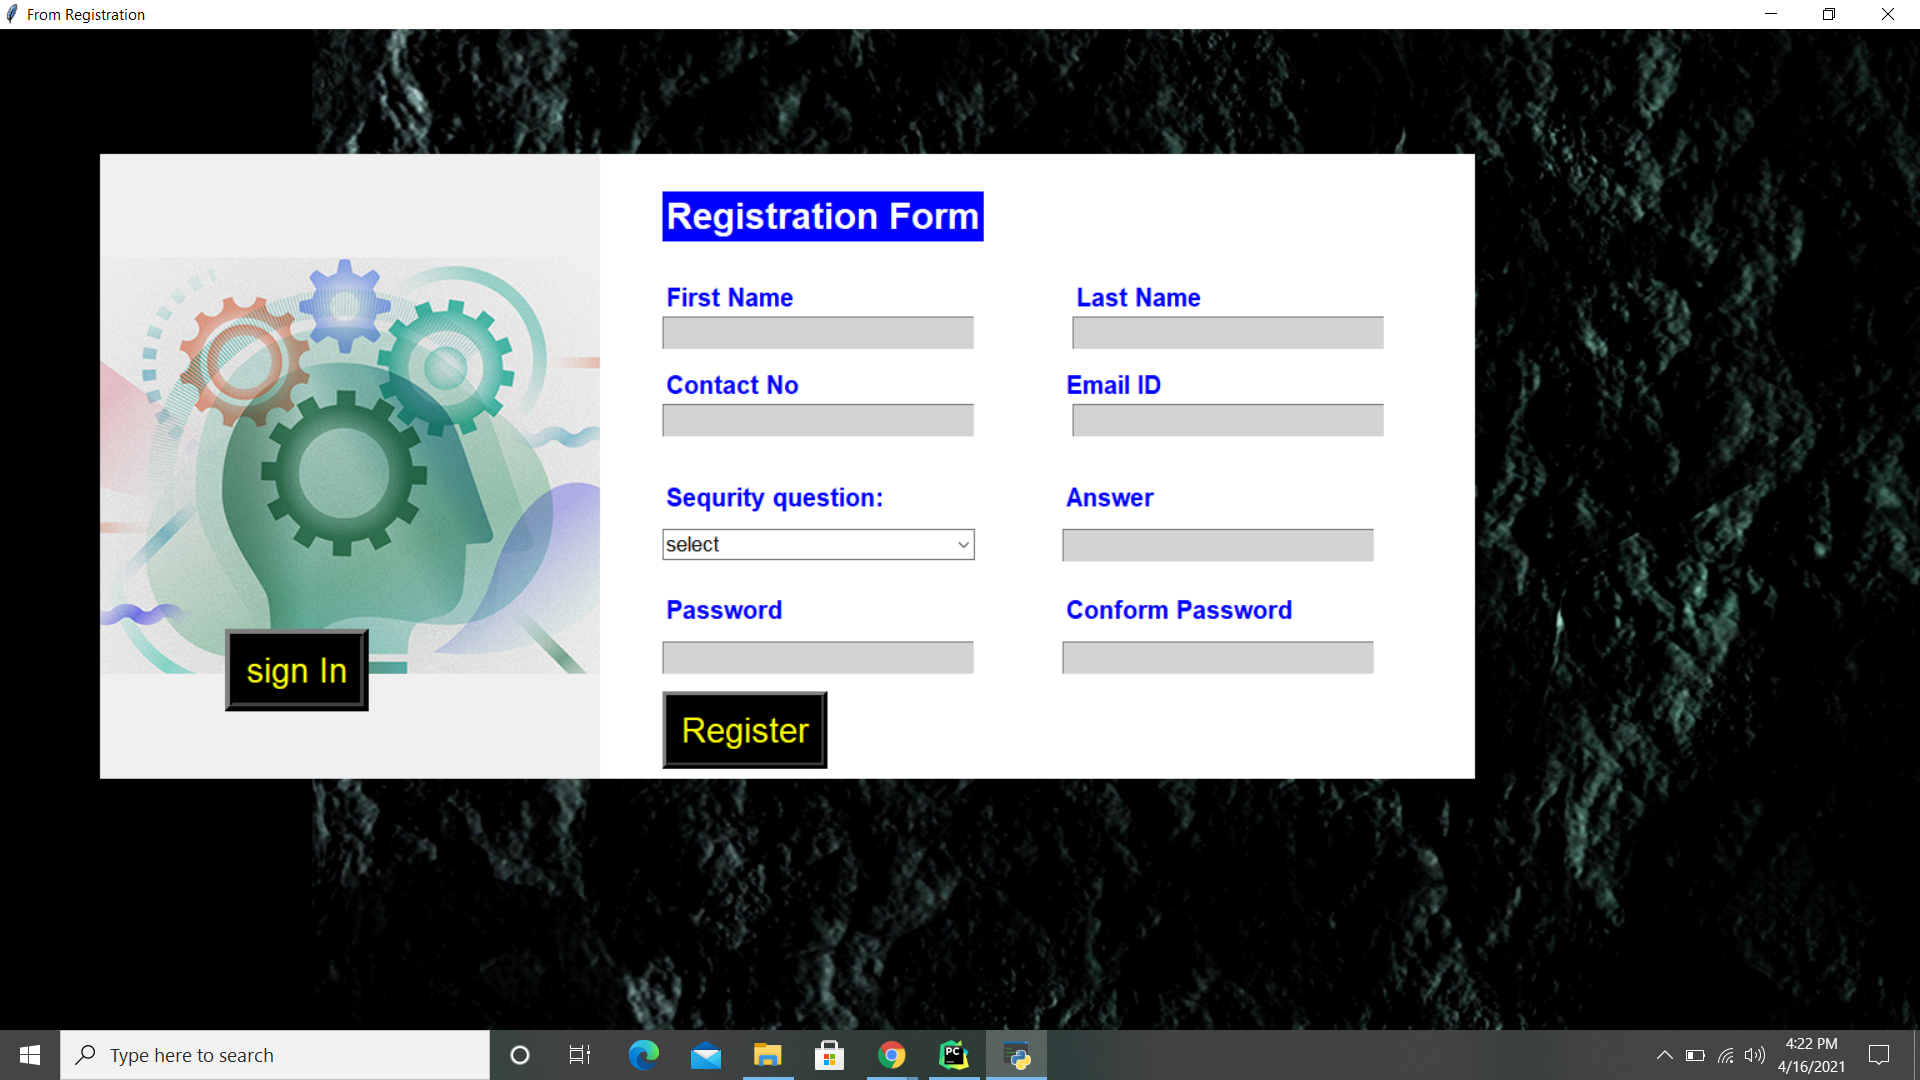 From Registration
Registration Form
First Name
Last Name
Contact No
Email ID
Sequrity question:
Answer
select
Password
Conform Password
sign In
Register
Type here to search
PC
4:22 PM
4/16/2021